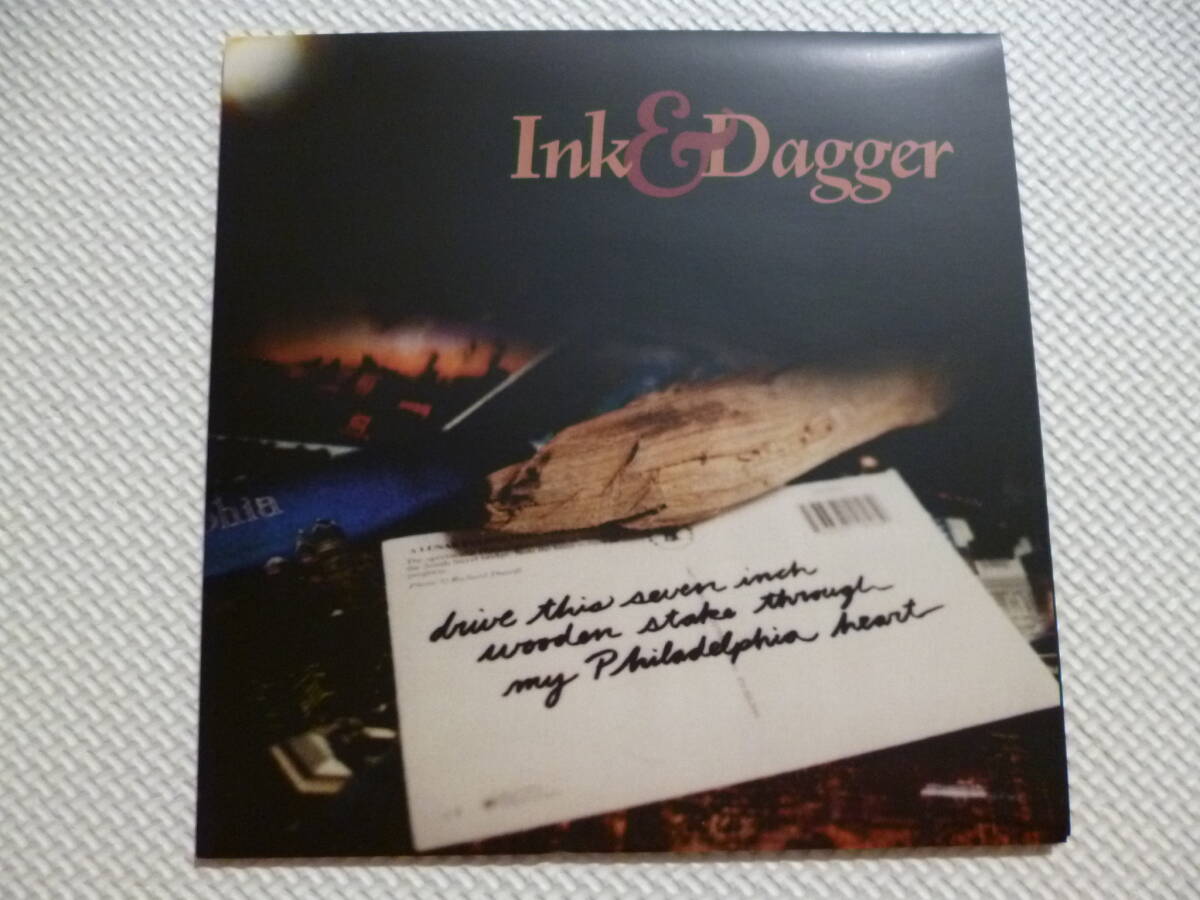 Ink & Dagger
phia
drive this seven inch
wooden stake through
my Philadelphia heart